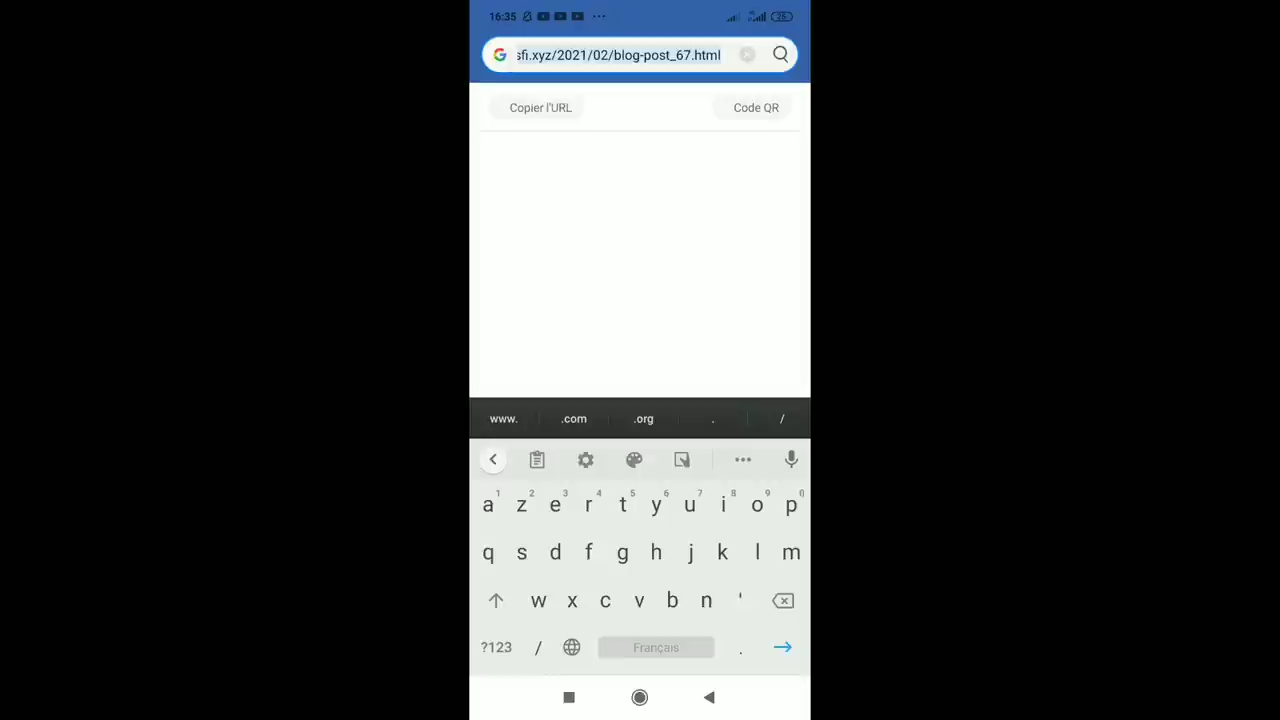 16:35 ... 26
sfi.xyz/2021/02/blog-post_67.html
Copier l'URL Code QR
www. .com .org . /
1 2 3 4 5 6 7 8 9 0
a z e r t y u i o p
q s d f g h j k l m
w x c v b n '
?123 / Français .